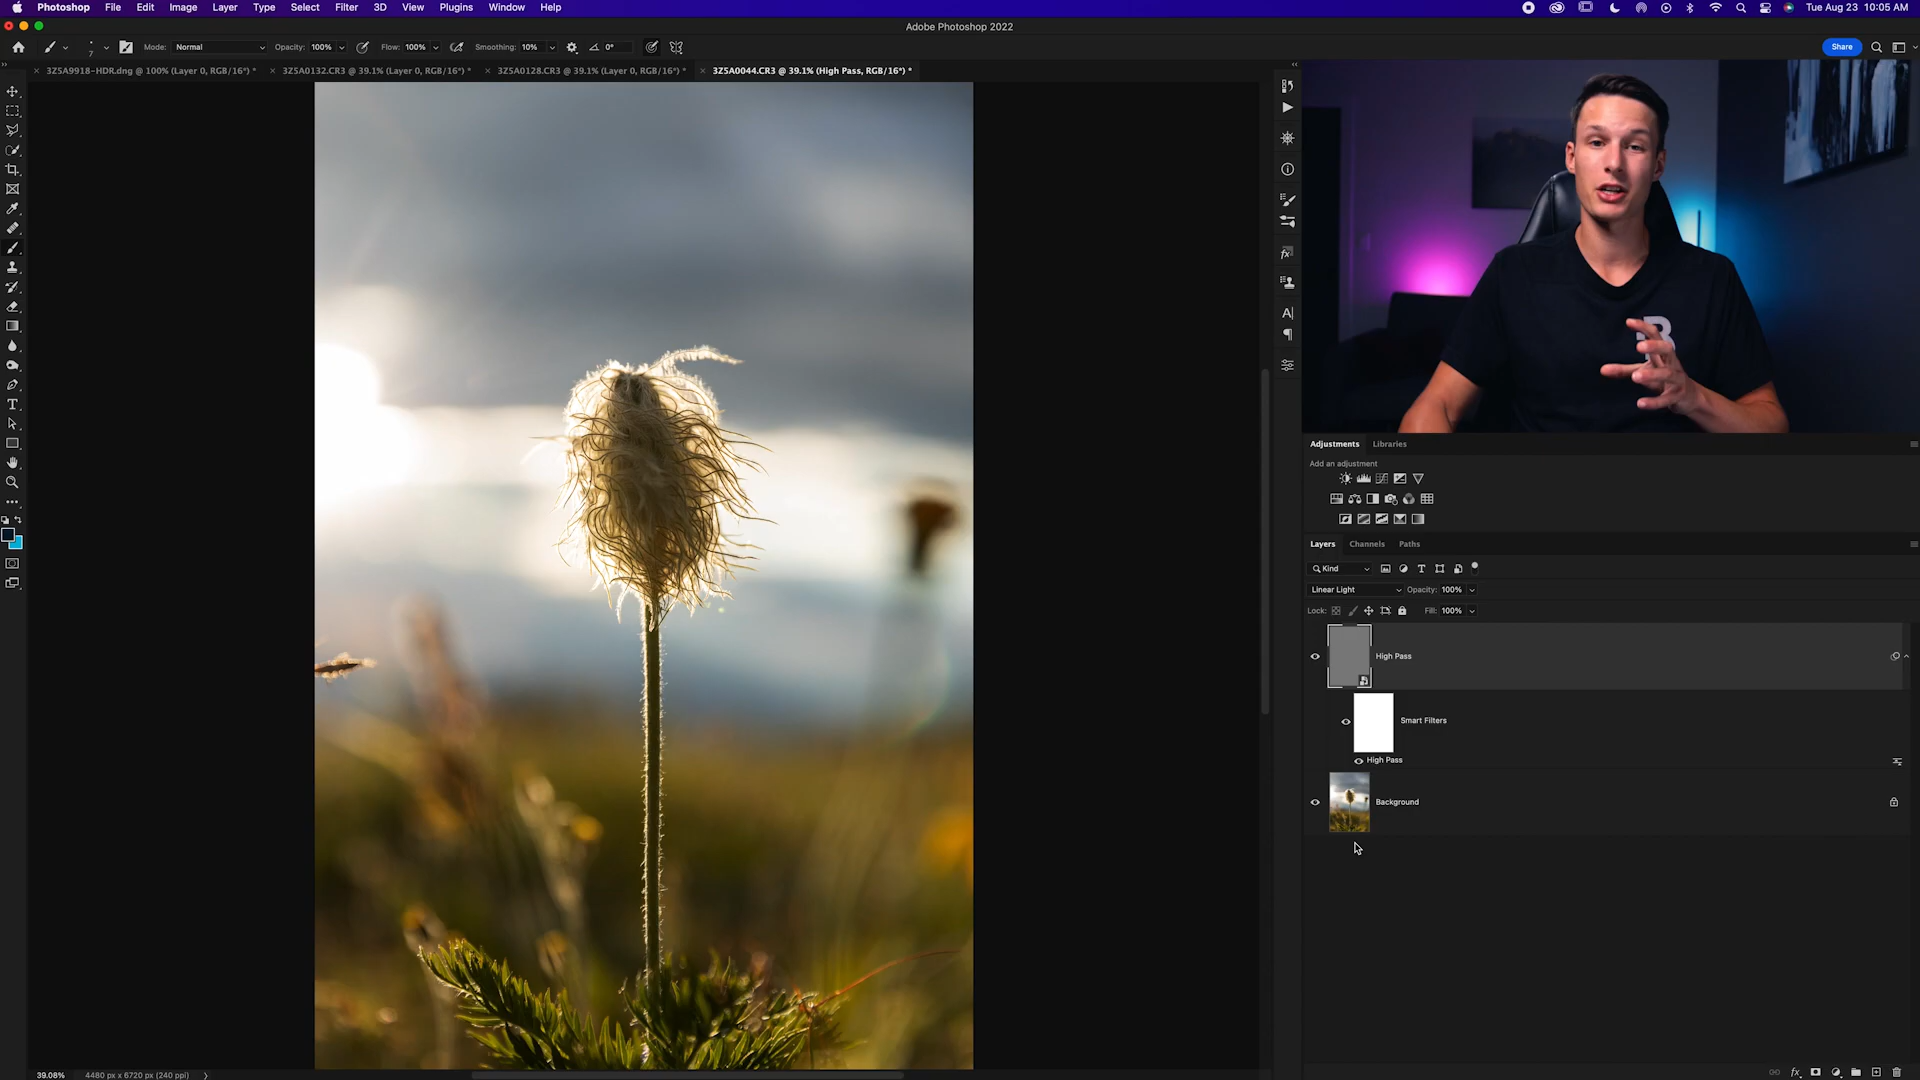 Photoshop File Edit Image Layer Type Select Filter 3D View Plugins Window Help Tue Aug 23 10:05 AM
Adobe Photoshop 2022
7 Mode: Normal Opacity: 100% Flow: 100% Smoothing: 10% 0° Share
3Z5A9918-HDR.dng @ 100% (Layer 0, RGB/16*) * 3Z5A0132.CR3 @ 39.1% (Layer 0, RGB/16*) * 3Z5A0128.CR3 @ 39.1% (Layer 0, RGB/16*) * 3Z5A0044.CR3 @ 39.1% (High Pass, RGB/16*) *
B
Adjustments Libraries
Add an adjustment
Layers Channels Paths
Kind
Linear Light Opacity: 100%
Lock: Fill: 100%
High Pass
Smart Filters
High Pass
Background
39.08% 4480 px x 6720 px (240 ppi)